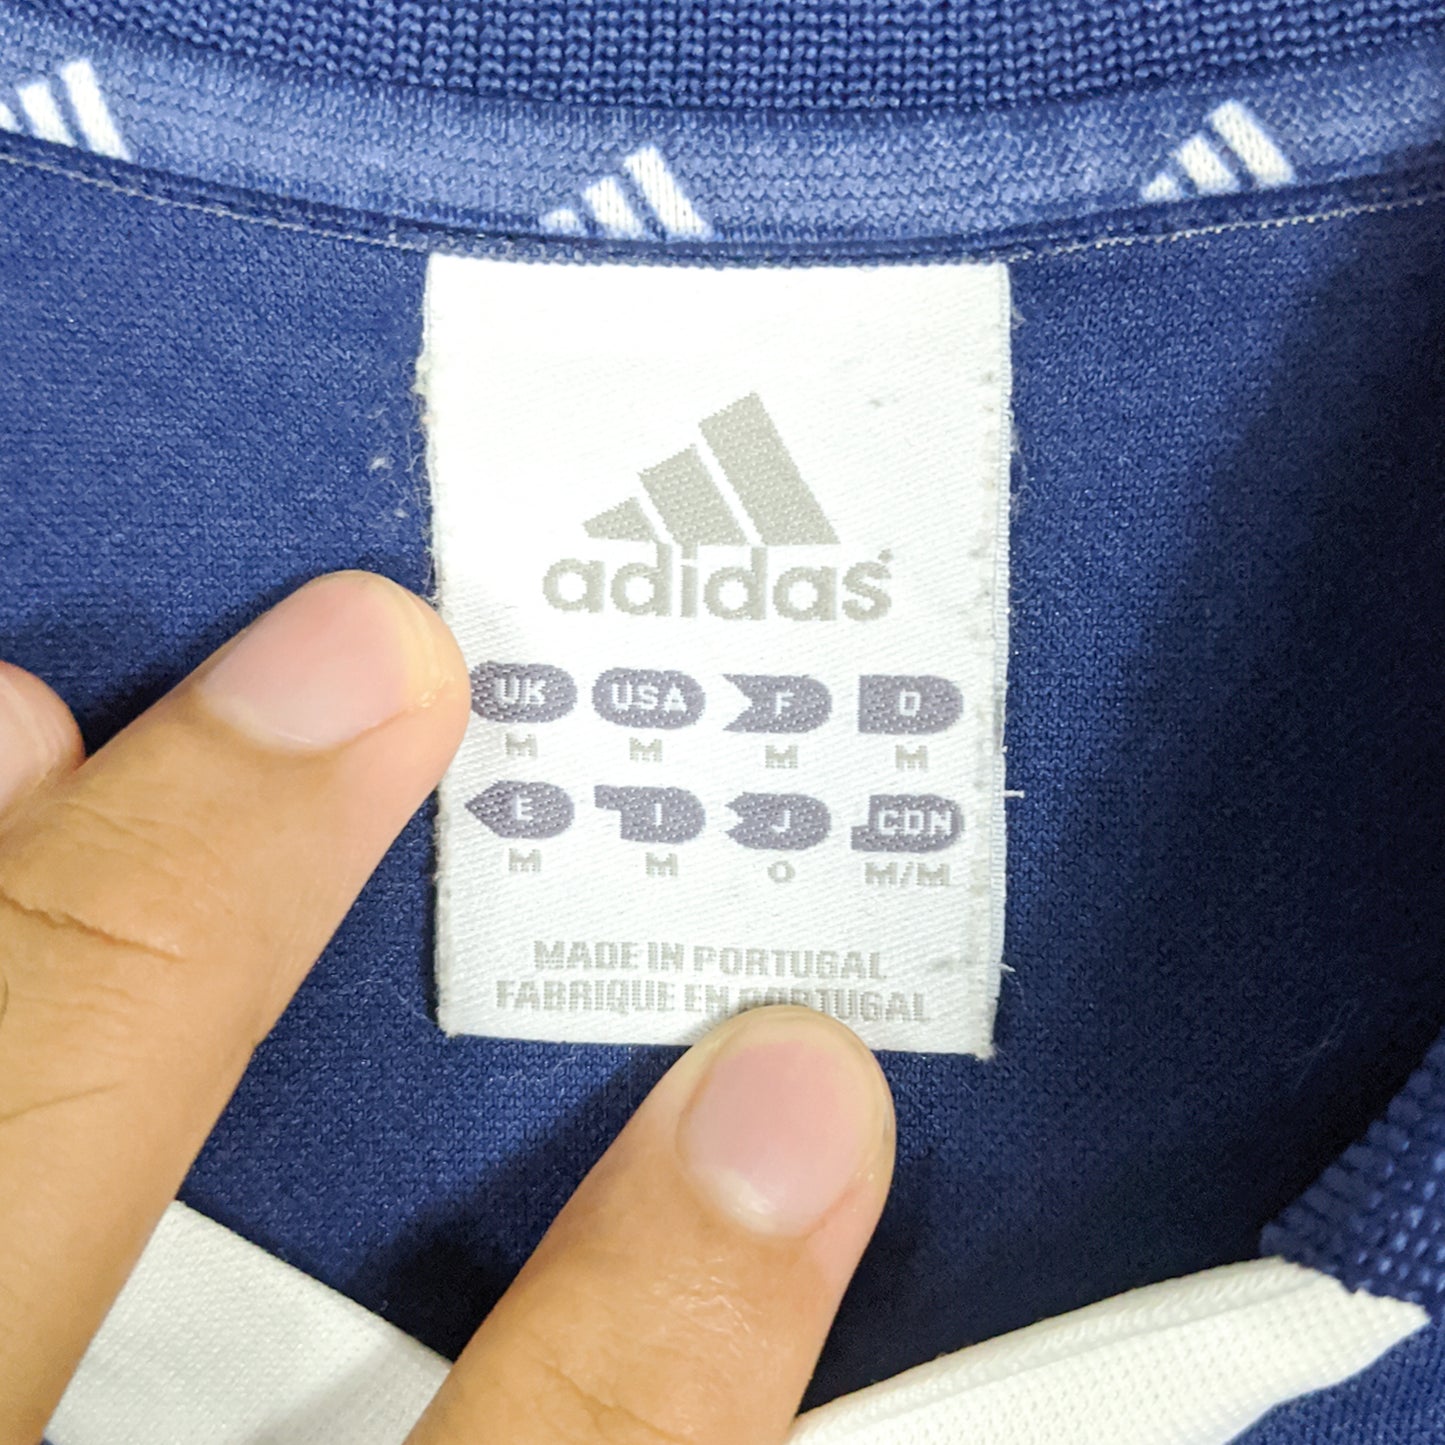 adidas
UK USA F D
M M M M
E I J CDN
M M O M/M
MADE IN PORTUGAL
FABRIQUE EN PORTUGAL